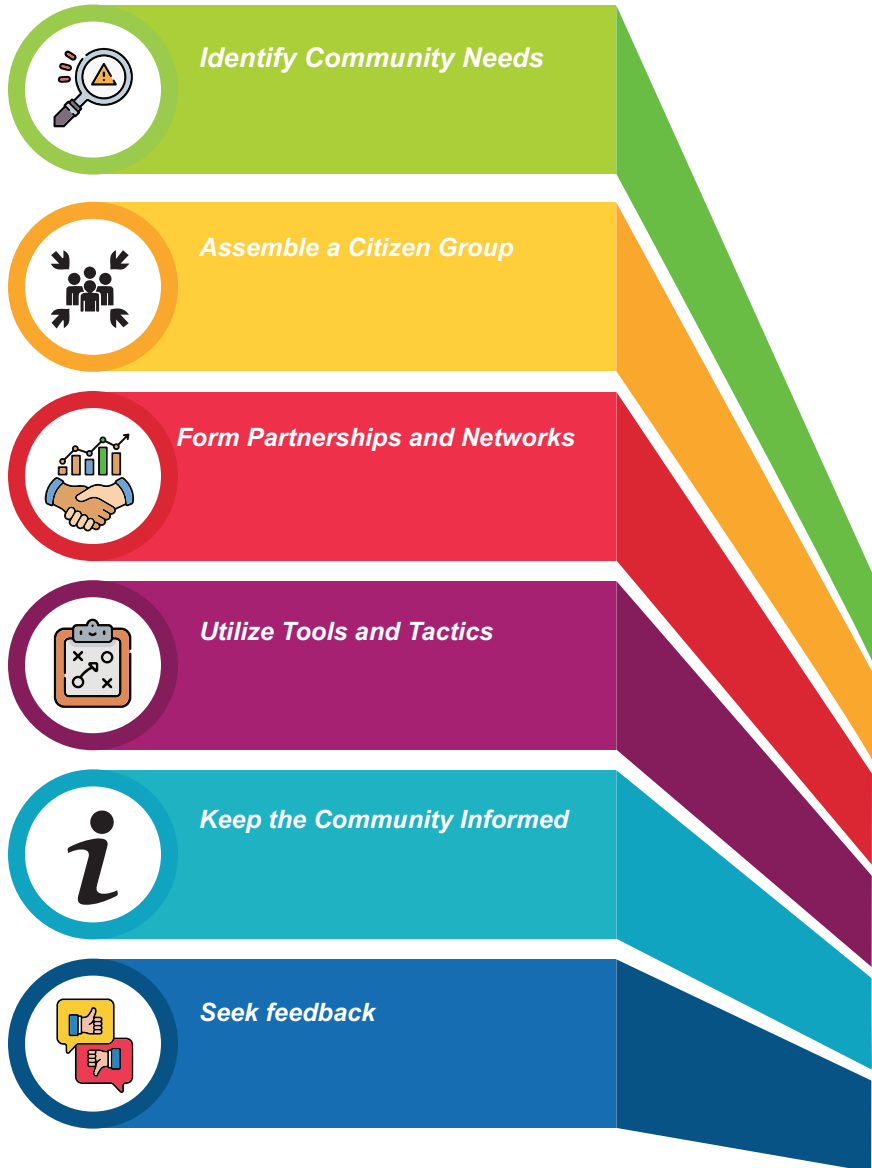 Identify Community Needs
Assemble a Citizen Group
Form Partnerships and Networks
Utilize Tools and Tactics
Keep the Community Informed
Seek feedback